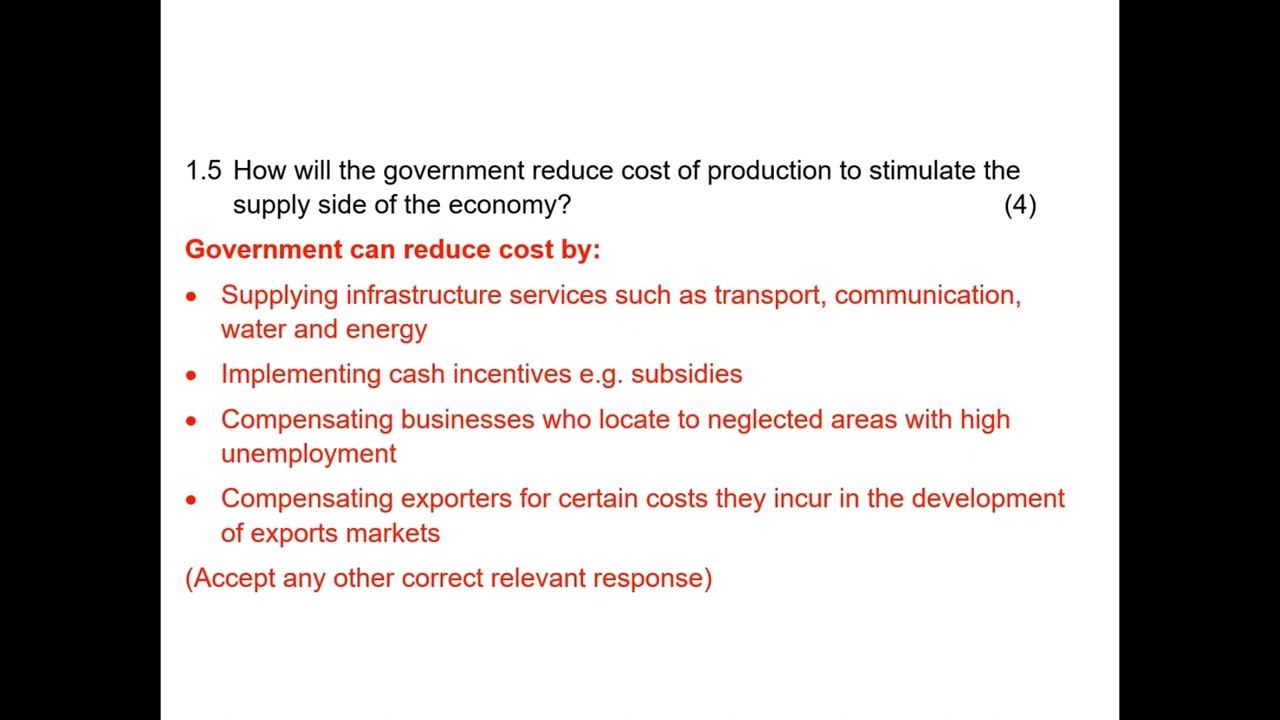 1.5 How will the government reduce cost of production to stimulate the
supply side of the economy? (4)
Government can reduce cost by:
• Supplying infrastructure services such as transport, communication,
water and energy
• Implementing cash incentives e.g. subsidies
• Compensating businesses who locate to neglected areas with high
unemployment
• Compensating exporters for certain costs they incur in the development
of exports markets
(Accept any other correct relevant response)